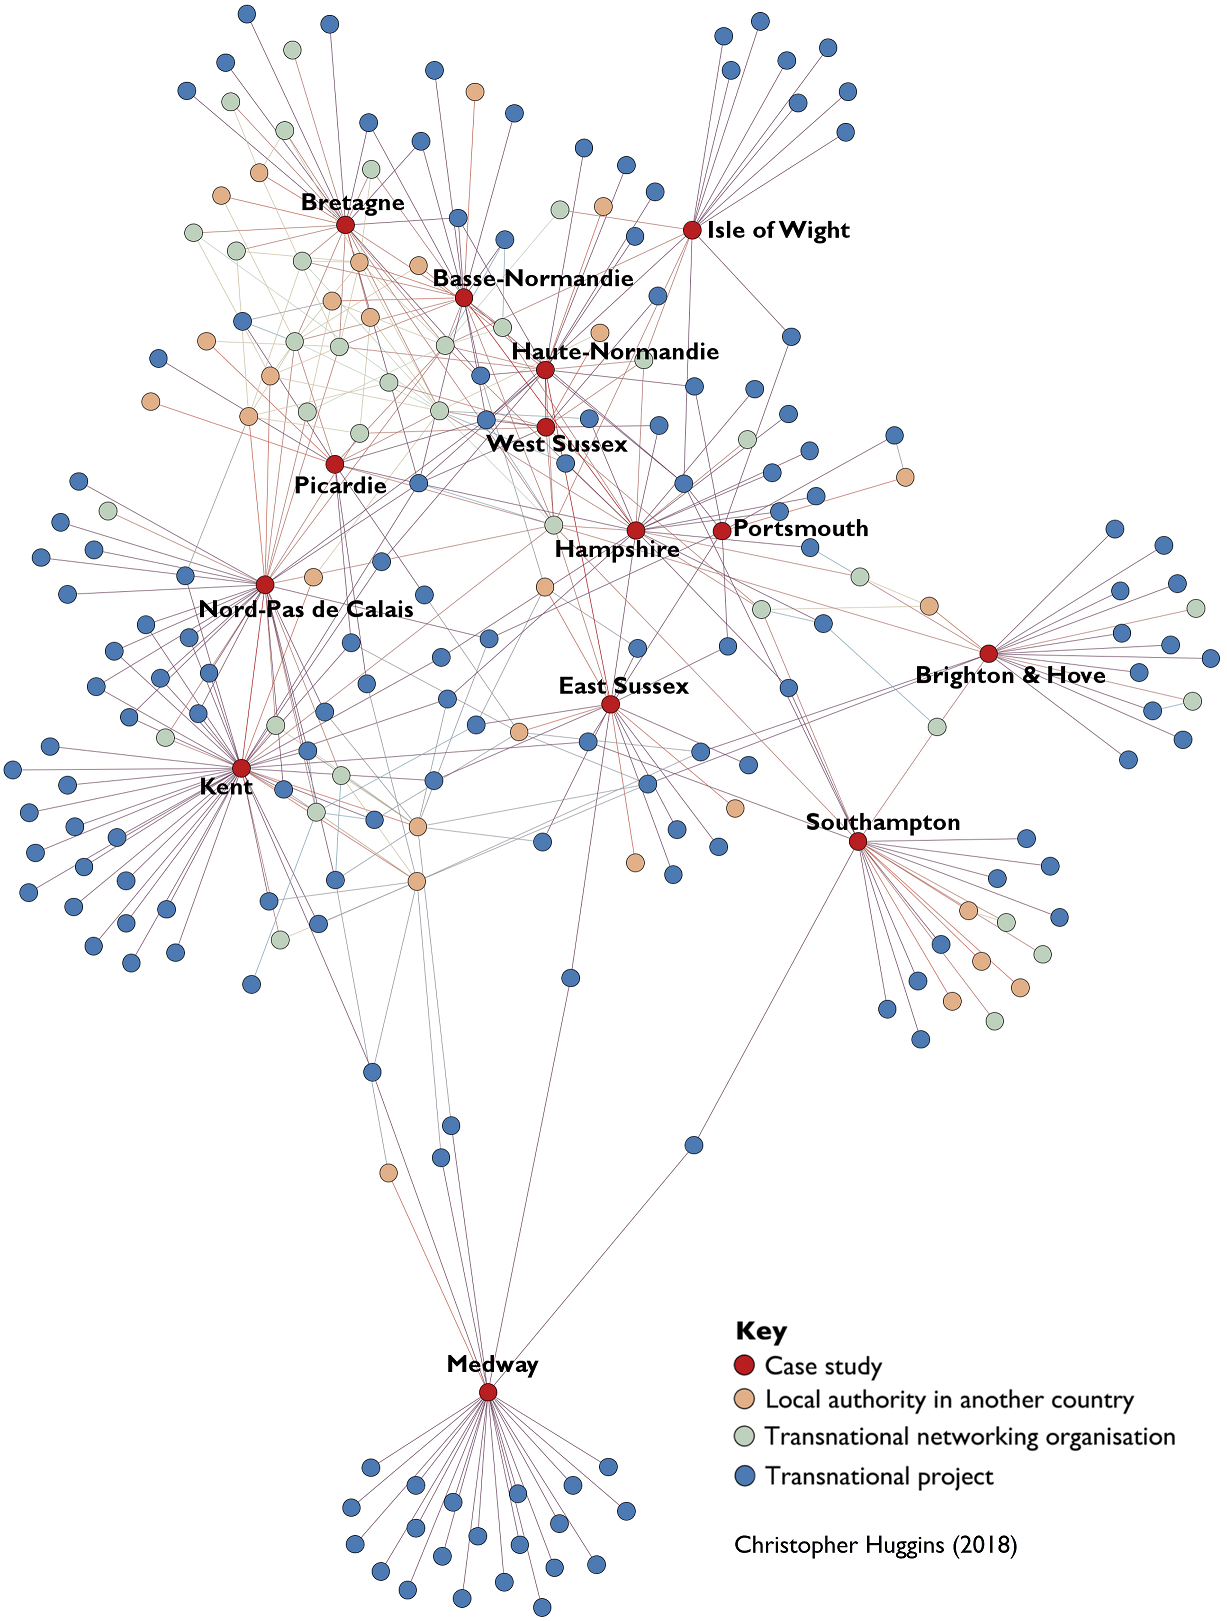 Bretagne
Isle of Wight
Basse-Normandie
Haute-Normandie
West Sussex
Picardie
Portsmouth
Hampshire
Nord-Pas de Calais
Brighton & Hove
East Sussex
Kent
Southampton
Medway
Key
Case study
Local authority in another country
Transnational networking organisation
Transnational project
Christopher Huggins (2018)